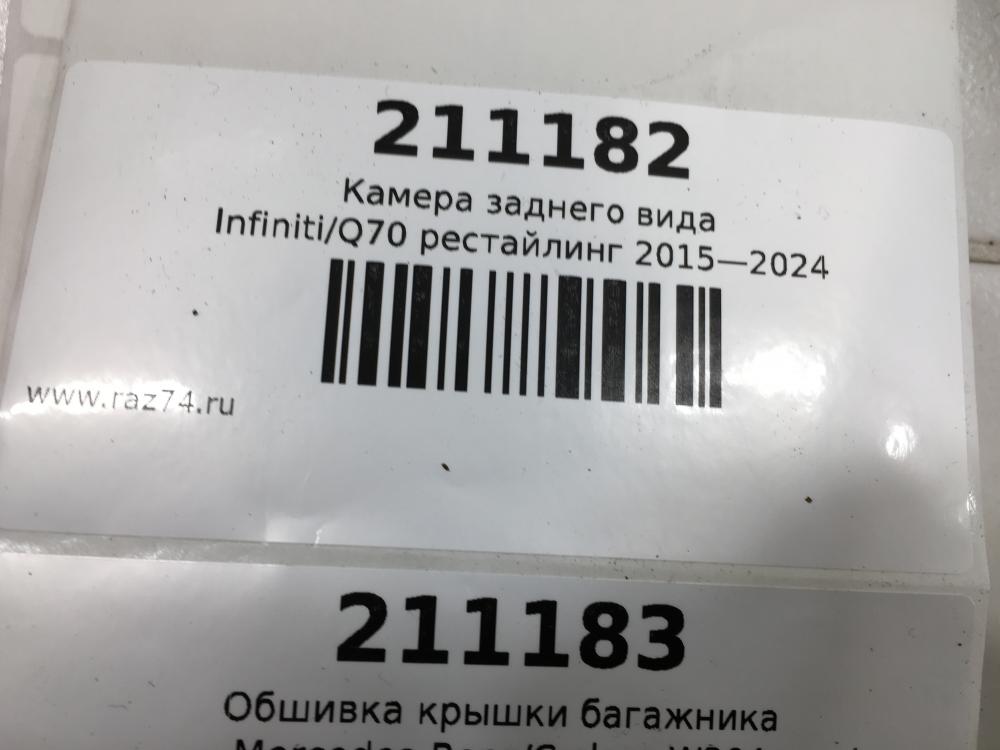 211182
Камера заднего вида
Infiniti/Q70 рестайлинг 2015—2024
www.raz74.ru
211183
Обшивка крышки багажника